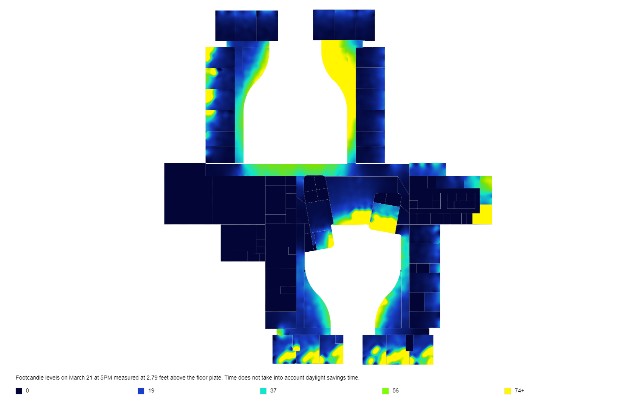 Footcandle levels on March 21 at 5PM measured at 2.79 feet above the floor plate. Time does not take into account daylight savings time.
0 19 37 56 74+